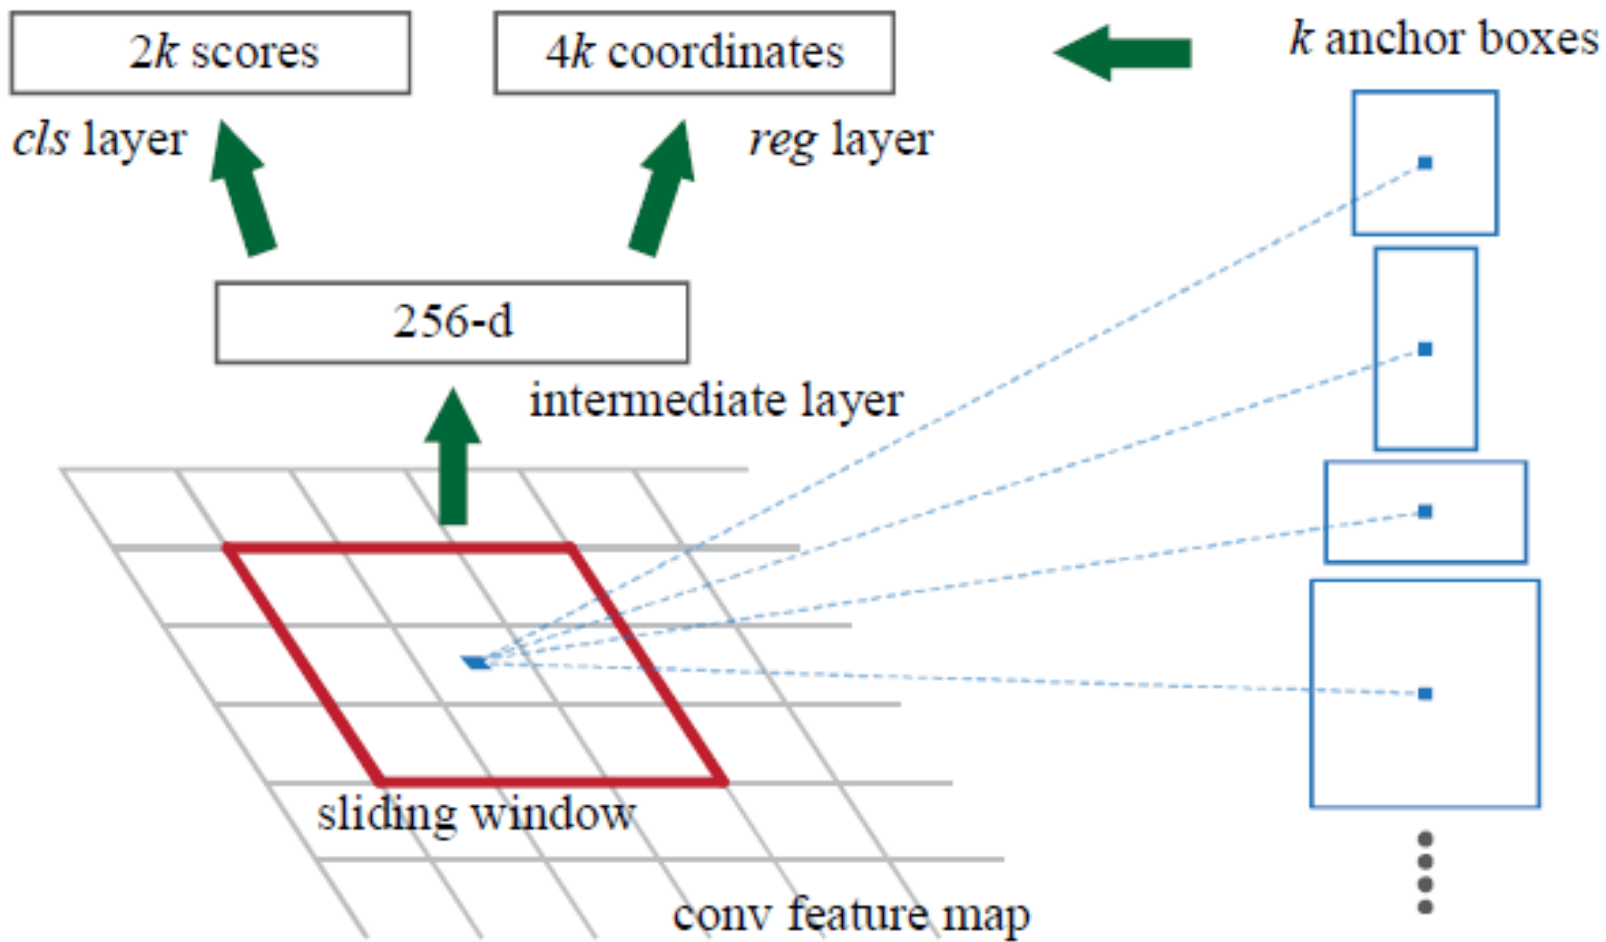 2k scores
4k coordinates
k anchor boxes
cls layer
reg layer
256-d
intermediate layer
sliding window
conv feature map